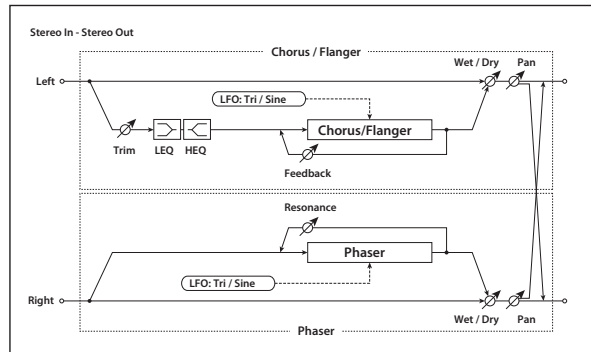 Stereo In - Stereo Out
Chorus / Flanger
Wet / Dry
Pan
Left
LFO: Tri / Sine
Chorus/Flanger
Trim
LEQ
HEQ
Feedback
Resonance
Phaser
LFO: Tri / Sine
Right
Wet / Dry
Pan
Phaser